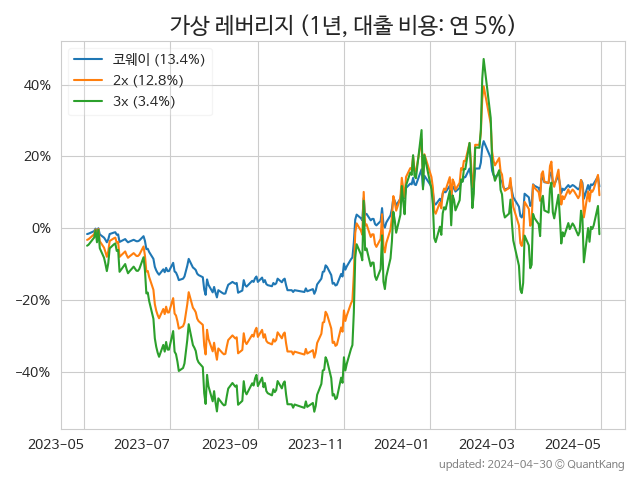 가상 레버리지 (1년, 대출 비용: 연 5%)
코웨이 (13.4%)
2x (12.8%)
3x (3.4%)
40%
20%
0%
−20%
−40%
2023-05 2023-07 2023-09 2023-11 2024-01 2024-03 2024-05
updated: 2024-04-30 © QuantKang